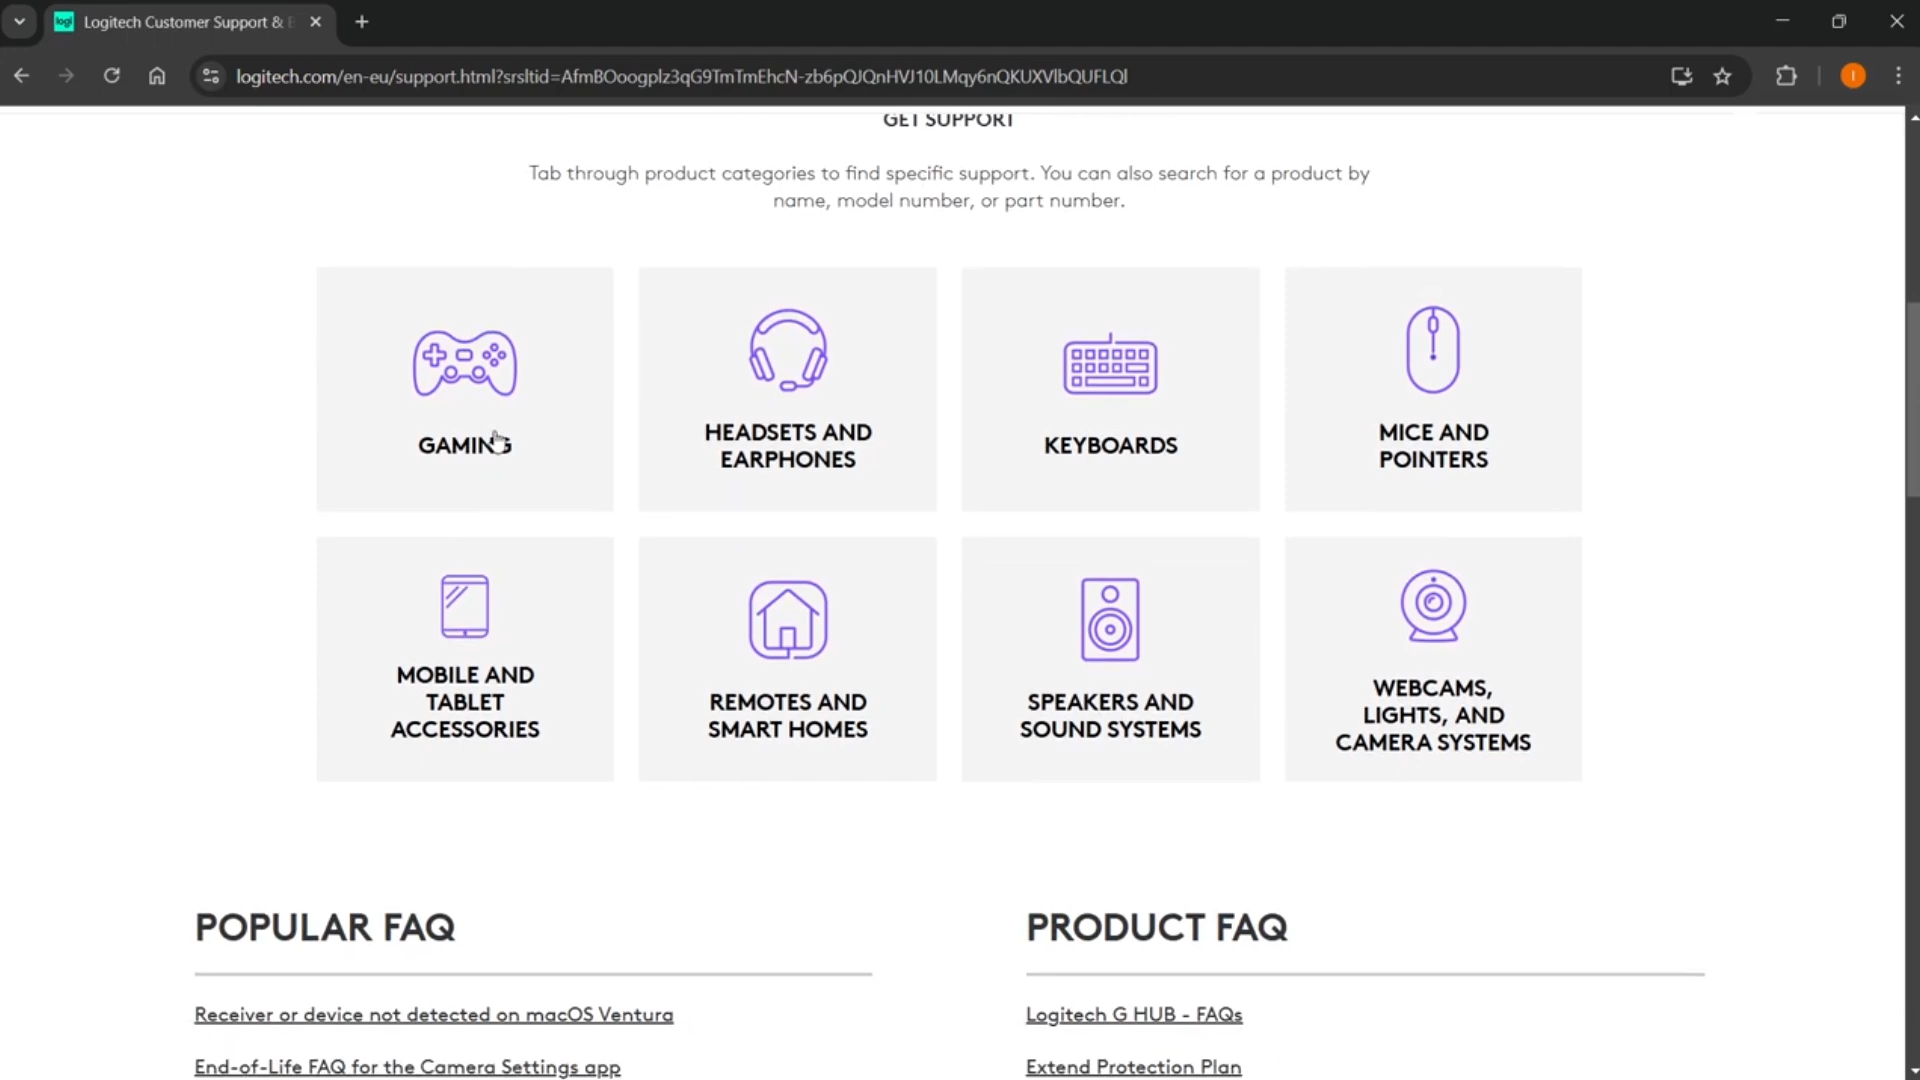 logi
Logitech Customer Support &
logitech.com/en-eu/support.html?srsltid=AfmBOoogplz3qG9TmTmEhcN-zb6pQJQnHVJ10LMqy6nQKUXVlbQUFLQl
I
GET SUPPORT
Tab through product categories to find specific support. You can also search for a product by
name, model number, or part number.
GAMING
HEADSETS AND
EARPHONES
KEYBOARDS
MICE AND
POINTERS
MOBILE AND
TABLET
ACCESSORIES
REMOTES AND
SMART HOMES
SPEAKERS AND
SOUND SYSTEMS
WEBCAMS,
LIGHTS, AND
CAMERA SYSTEMS
POPULAR FAQ
Receiver or device not detected on macOS Ventura
End-of-Life FAQ for the Camera Settings app
PRODUCT FAQ
Logitech G HUB - FAQs
Extend Protection Plan